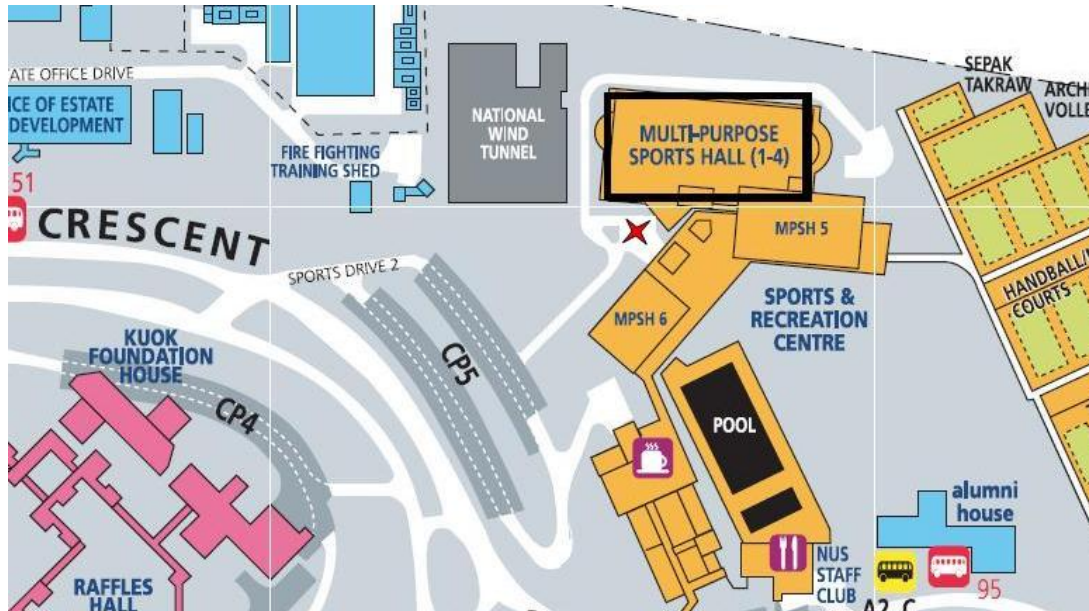 ATE OFFICE DRIVE
ICE OF ESTATE
DEVELOPMENT
51
FIRE FIGHTING
TRAINING SHED
NATIONAL
WIND
TUNNEL
MULTI-PURPOSE
SPORTS HALL (1-4)
SEPAK
TAKRAW
ARCH
VOLLE
CRESCENT
SPORTS DRIVE 2
MPSH 5
MPSH 6
SPORTS &
RECREATION
CENTRE
HANDBALL/N
COURTS
KUOK
FOUNDATION
HOUSE
CP5
CP4
POOL
alumni
house
NUS
STAFF
CLUB
95
A2 C
RAFFLES
HALL